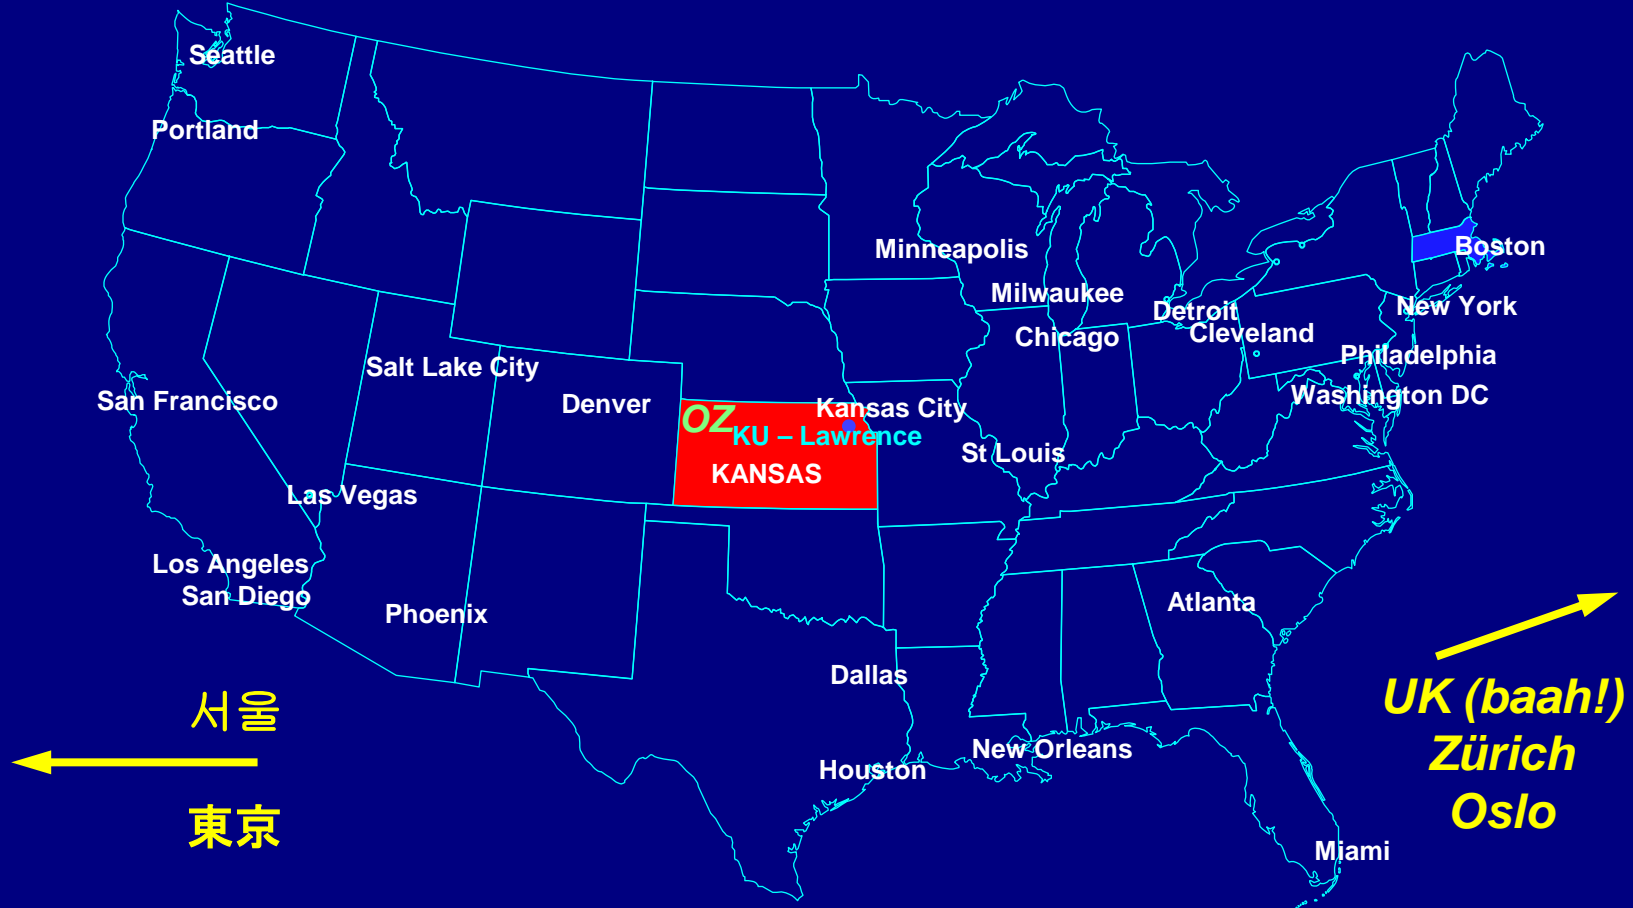 Seattle
Portland
Minneapolis
Boston
Milwaukee
Detroit
New York
Chicago
Cleveland
Salt Lake City
Philadelphia
Washington DC
San Francisco
Denver
OZ
Kansas City
KU – Lawrence
St Louis
KANSAS
Las Vegas
Los Angeles
San Diego
Phoenix
Atlanta
Dallas
서울
東京
New Orleans
Houston
Miami
UK (baah!)
Zürich
Oslo